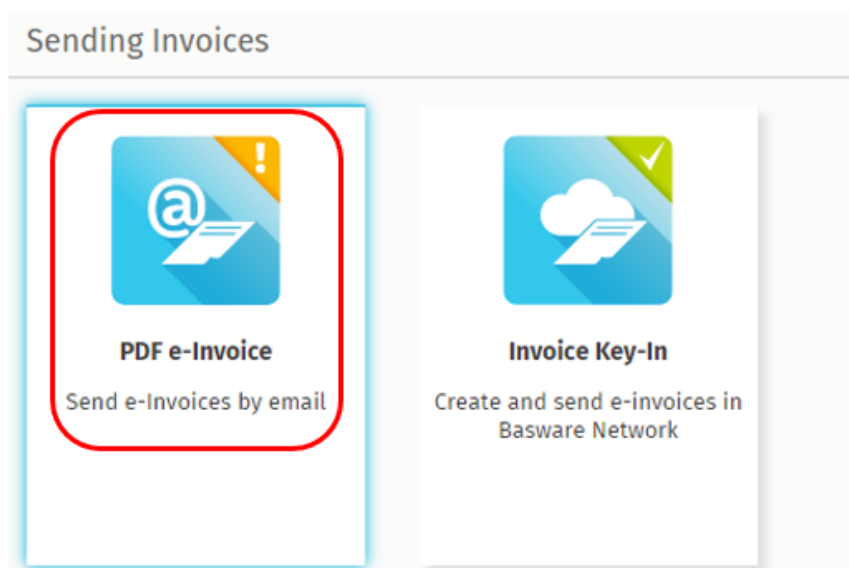 Sending Invoices
PDF e-Invoice
Send e-Invoices by email
Invoice Key-In
Create and send e-invoices in
Basware Network